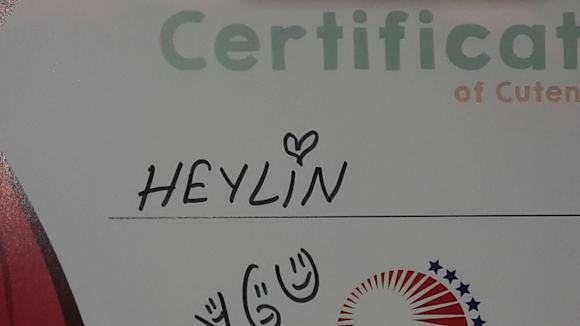 Certificat
of Cuten
HEYLIN